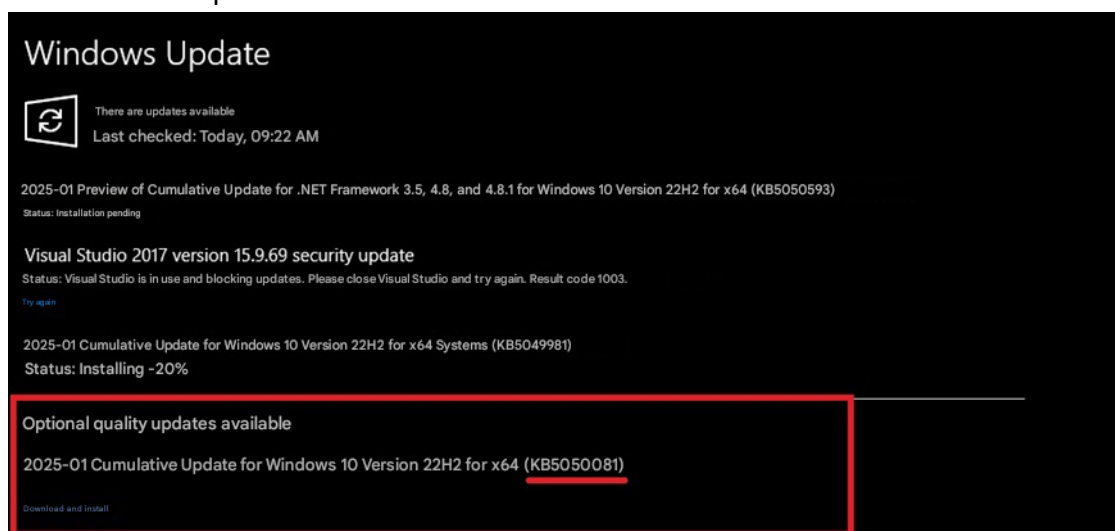 Windows Update
There are updates available
Last checked: Today, 09:22 AM
2025-01 Preview of Cumulative Update for .NET Framework 3.5, 4.8, and 4.8.1 for Windows 10 Version 22H2 for x64 (KB5050593)
Status: Installation pending
Visual Studio 2017 version 15.9.69 security update
Status: Visual Studio is in use and blocking updates. Please close Visual Studio and try again. Result code 1003.
Try again
2025-01 Cumulative Update for Windows 10 Version 22H2 for x64 Systems (KB5049981)
Status: Installing -20%
Optional quality updates available
2025-01 Cumulative Update for Windows 10 Version 22H2 for x64 (KB5050081)
Download and install